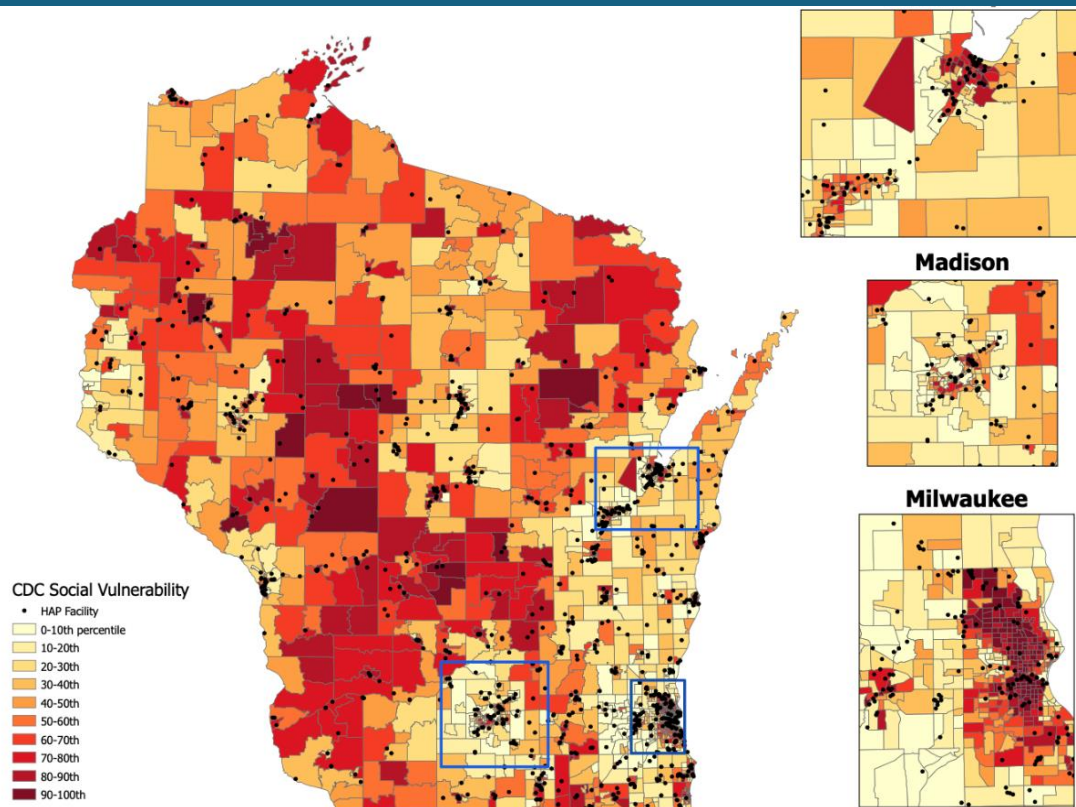 Madison
Milwaukee
CDC Social Vulnerability
HAP Facility
0-10th percentile
10-20th
20-30th
30-40th
40-50th
50-60th
60-70th
70-80th
80-90th
90-100th